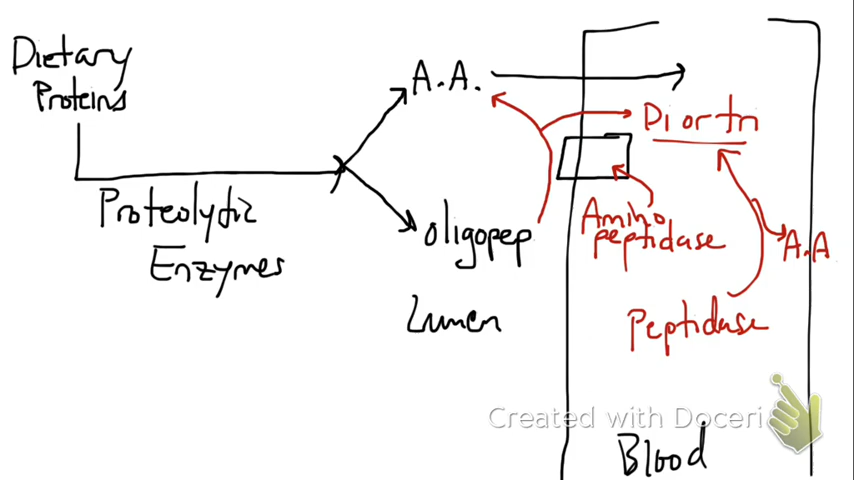 Dietary
Proteins
Proteolytic
Enzymes
A.A.
oligopep
Lumen
Di or tri
Amino
peptidase
A.A
Peptidase
Created with Doceri
Blood